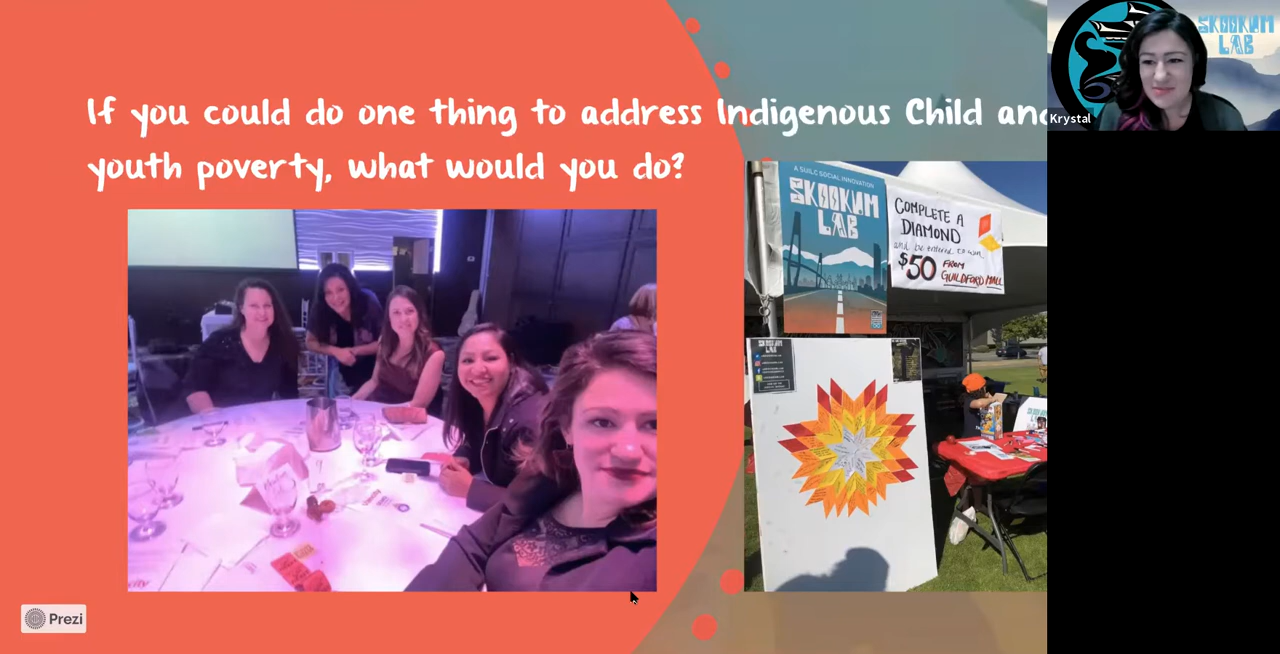 If you could do one thing to address Indigenous Child and
youth poverty, what would you do?
SKOOKUM
LAB
Krystal
A SUILC SOCIAL INNOVATION
SKOOKUM
LAB
COMPLETE A
DIAMOND
and be entered to win
$50 FROM
GUILDFORD MALL
SKOOKUM
LAB
Prezi